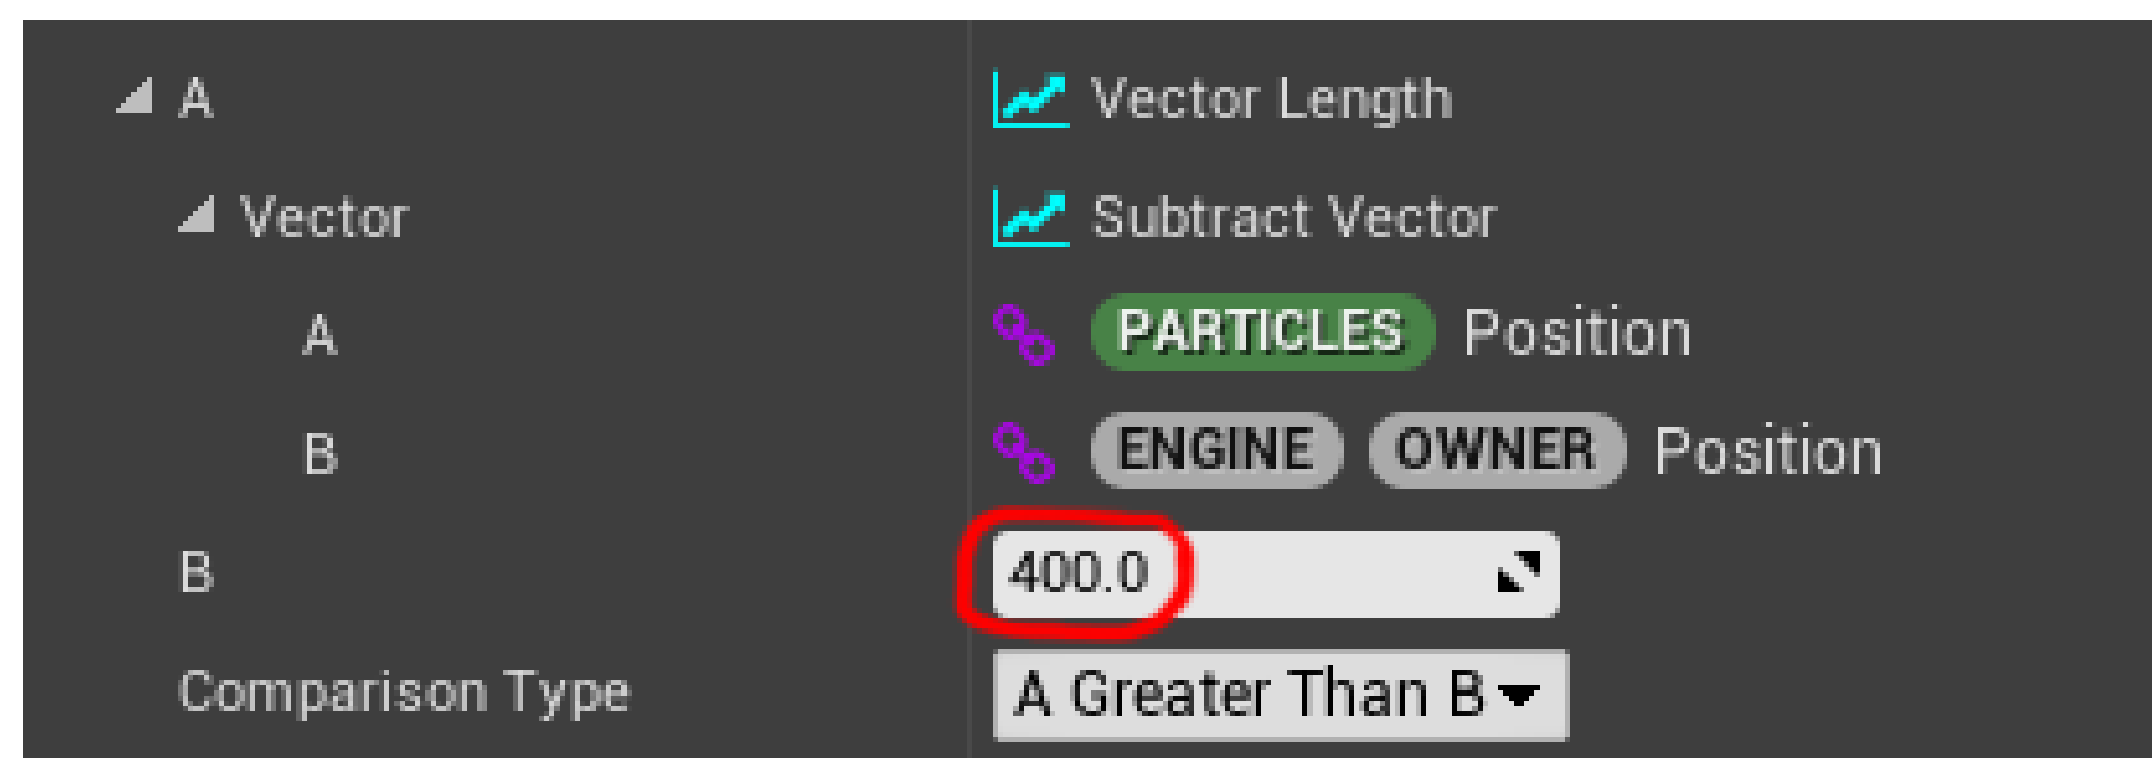 A Vector Length
Vector Subtract Vector
A PARTICLES Position
B ENGINE OWNER Position
B 400.0
Comparison Type A Greater Than B